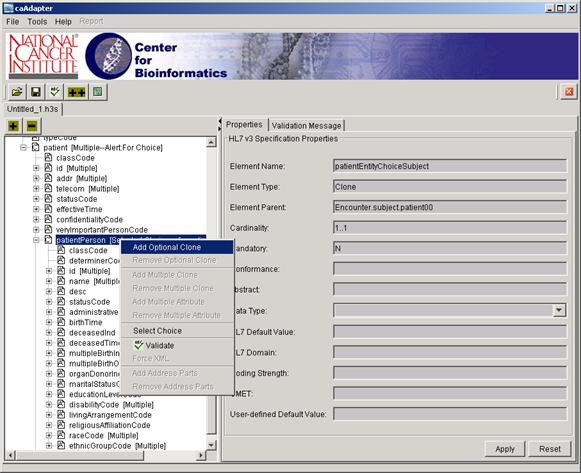 caAdapter
File Tools Help Report
NATIONAL
CANCER
INSTITUTE
Center
for
Bioinformatics
Untitled_1.h3s
typeCode
patient [Multiple--Alert:For Choice]
classCode
id [Multiple]
addr [Multiple]
telecom [Multiple]
statusCode
effectiveTime
confidentialityCode
veryImportantPersonCode
patientPerson
classCode
determinerCo
id [Multiple]
name [Multiple]
desc
statusCode
administrative
birthTime
deceasedInd
deceasedTime
multipleBirthIn
multipleBirthO
organDonorInd
maritalStatusC
educationLevelCode
disabilityCode [Multiple]
livingArrangementCode
religiousAffiliationCode
raceCode [Multiple]
ethnicGroupCode [Multiple]
Add Optional Clone
Remove Optional Clone
Add Multiple Clone
Remove Multiple Clone
Add Multiple Attribute
Remove Multiple Attribute
Select Choice
Validate
Force XML
Add Address Parts
Remove Address Parts
Properties Validation Message
HL7 v3 Specification Properties
Element Name: patientEntityChoiceSubject
Element Type: Clone
Element Parent: Encounter.subject.patient00
Cardinality: 1..1
Mandatory: N
onformance:
bstract:
ata Type:
L7 Default Value:
L7 Domain:
oding Strength:
MET:
User-defined Default Value:
Apply Reset